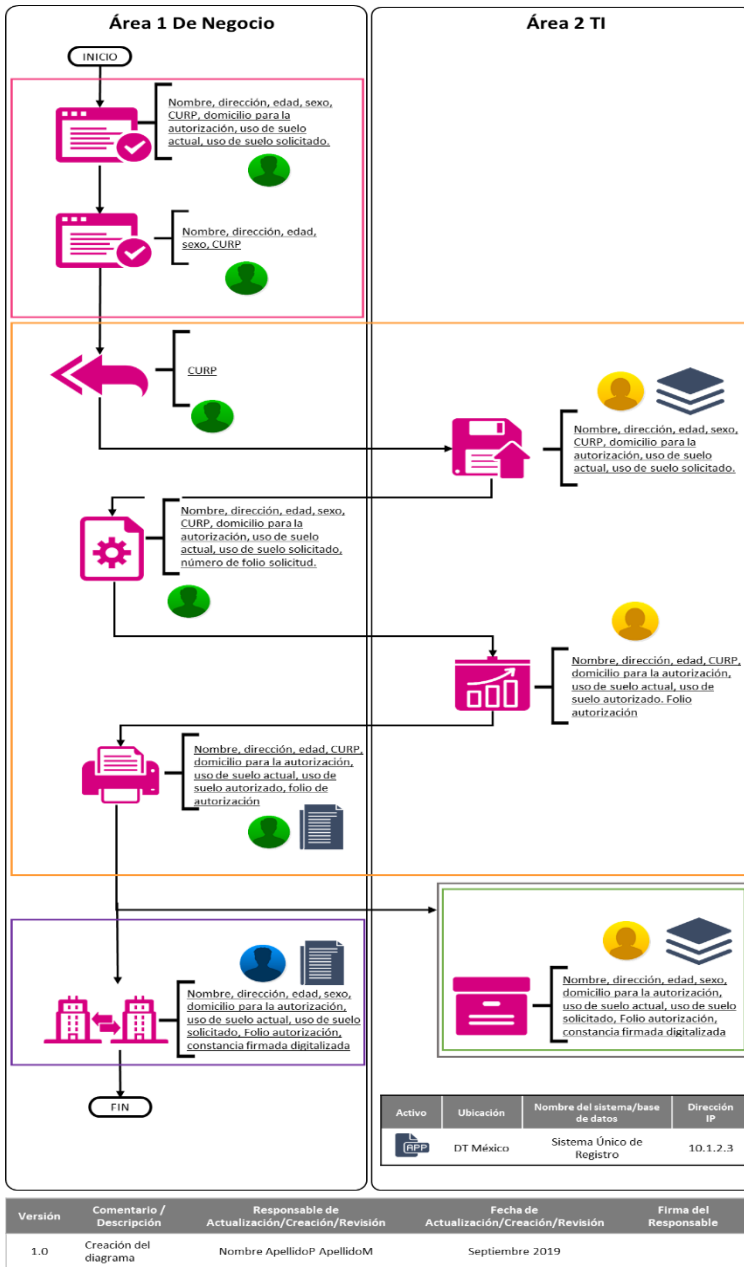 Área 1 De Negocio
Área 2 TI
INICIO
Nombre, dirección, edad, sexo,
CURP, domicilio para la
autorización, uso de suelo
actual, uso de suelo solicitado.
Nombre, dirección, edad,
sexo, CURP
CURP
Nombre, dirección, edad, sexo,
CURP, domicilio para la
autorización, uso de suelo
actual, uso de suelo solicitado.
Nombre, dirección, edad, sexo,
CURP, domicilio para la
autorización, uso de suelo
actual, uso de suelo solicitado,
número de folio solicitud.
Nombre, dirección, edad, CURP,
domicilio para la autorización,
uso de suelo actual, uso de
suelo autorizado. Folio
autorización
Nombre, dirección, edad, CURP,
domicilio para la autorización,
uso de suelo actual, uso de
suelo autorizado, folio de
autorización
Nombre, dirección, edad, sexo,
domicilio para la autorización,
uso de suelo actual, uso de suelo
solicitado, Folio autorización,
constancia firmada digitalizada
Nombre, dirección, edad, sexo,
domicilio para la autorización,
uso de suelo actual, uso de suelo
solicitado, Folio autorización,
constancia firmada digitalizada
FIN
Activo Ubicación Nombre del sistema/base de datos Dirección IP
APP DT México Sistema Único de Registro 10.1.2.3
Versión Comentario / Descripción Responsable de Actualización/Creación/Revisión Fecha de Actualización/Creación/Revisión Firma del Responsable
1.0 Creación del diagrama Nombre ApellidoP ApellidoM Septiembre 2019